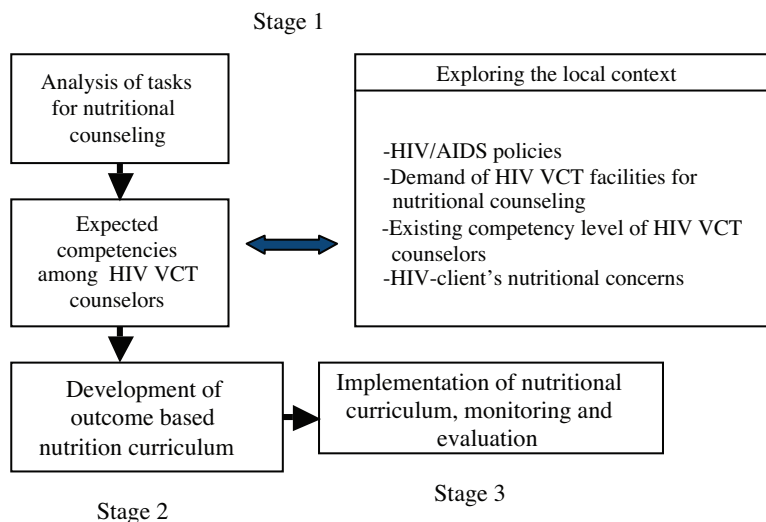 Stage 1
Analysis of tasks
for nutritional
counseling
Exploring the local context
-HIV/AIDS policies
-Demand of HIV VCT facilities for
nutritional counseling
-Existing competency level of HIV VCT
counselors
-HIV-client's nutritional concerns
Expected
competencies
among HIV VCT
counselors
Development of
outcome based
nutrition curriculum
Implementation of nutritional
curriculum, monitoring and
evaluation
Stage 2
Stage 3